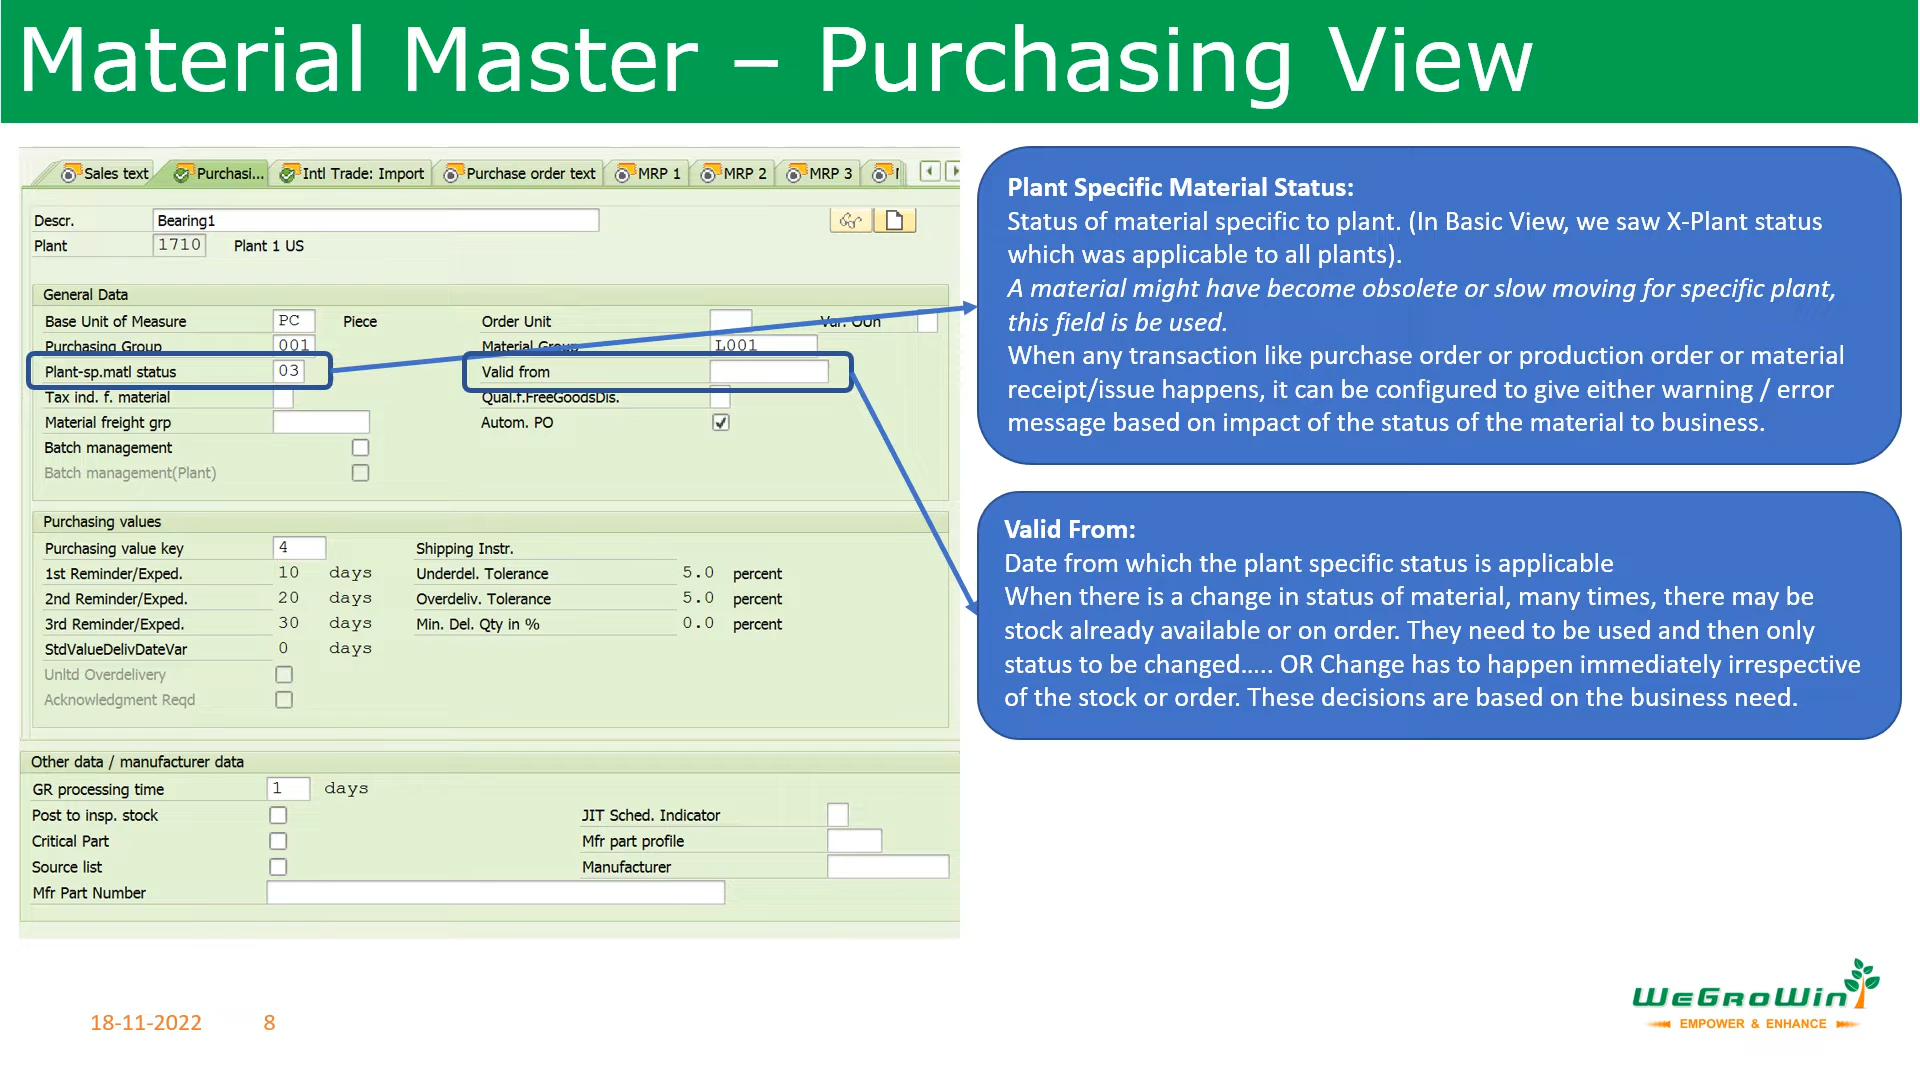 Material Master – Purchasing View
Sales text
Purchasi...
Intl Trade: Import
Purchase order text
MRP 1
MRP 2
MRP 3
Descr. Bearing1
Plant 1710 Plant 1 US
General Data
Base Unit of Measure PC Piece Order Unit Var. OUn
Purchasing Group 001 Material Group L001
Plant-sp.matl status 03 Valid from
Tax ind. f. material Qual.f.FreeGoodsDis.
Material freight grp Autom. PO
Batch management
Batch management(Plant)
Purchasing values
Purchasing value key 4 Shipping Instr.
1st Reminder/Exped. 10 days Underdel. Tolerance 5.0 percent
2nd Reminder/Exped. 20 days Overdeliv. Tolerance 5.0 percent
3rd Reminder/Exped. 30 days Min. Del. Qty in % 0.0 percent
StdValueDelivDateVar 0 days
Unltd Overdelivery
Acknowledgment Reqd
Other data / manufacturer data
GR processing time 1 days
Post to insp. stock JIT Sched. Indicator
Critical Part Mfr part profile
Source list Manufacturer
Mfr Part Number
Plant Specific Material Status:
Status of material specific to plant. (In Basic View, we saw X-Plant status
which was applicable to all plants).
A material might have become obsolete or slow moving for specific plant,
this field is be used.
When any transaction like purchase order or production order or material
receipt/issue happens, it can be configured to give either warning / error
message based on impact of the status of the material to business.
Valid From:
Date from which the plant specific status is applicable
When there is a change in status of material, many times, there may be
stock already available or on order. They need to be used and then only
status to be changed….. OR Change has to happen immediately irrespective
of the stock or order. These decisions are based on the business need.
18-11-2022 8
WeGroWin
EMPOWER & ENHANCE